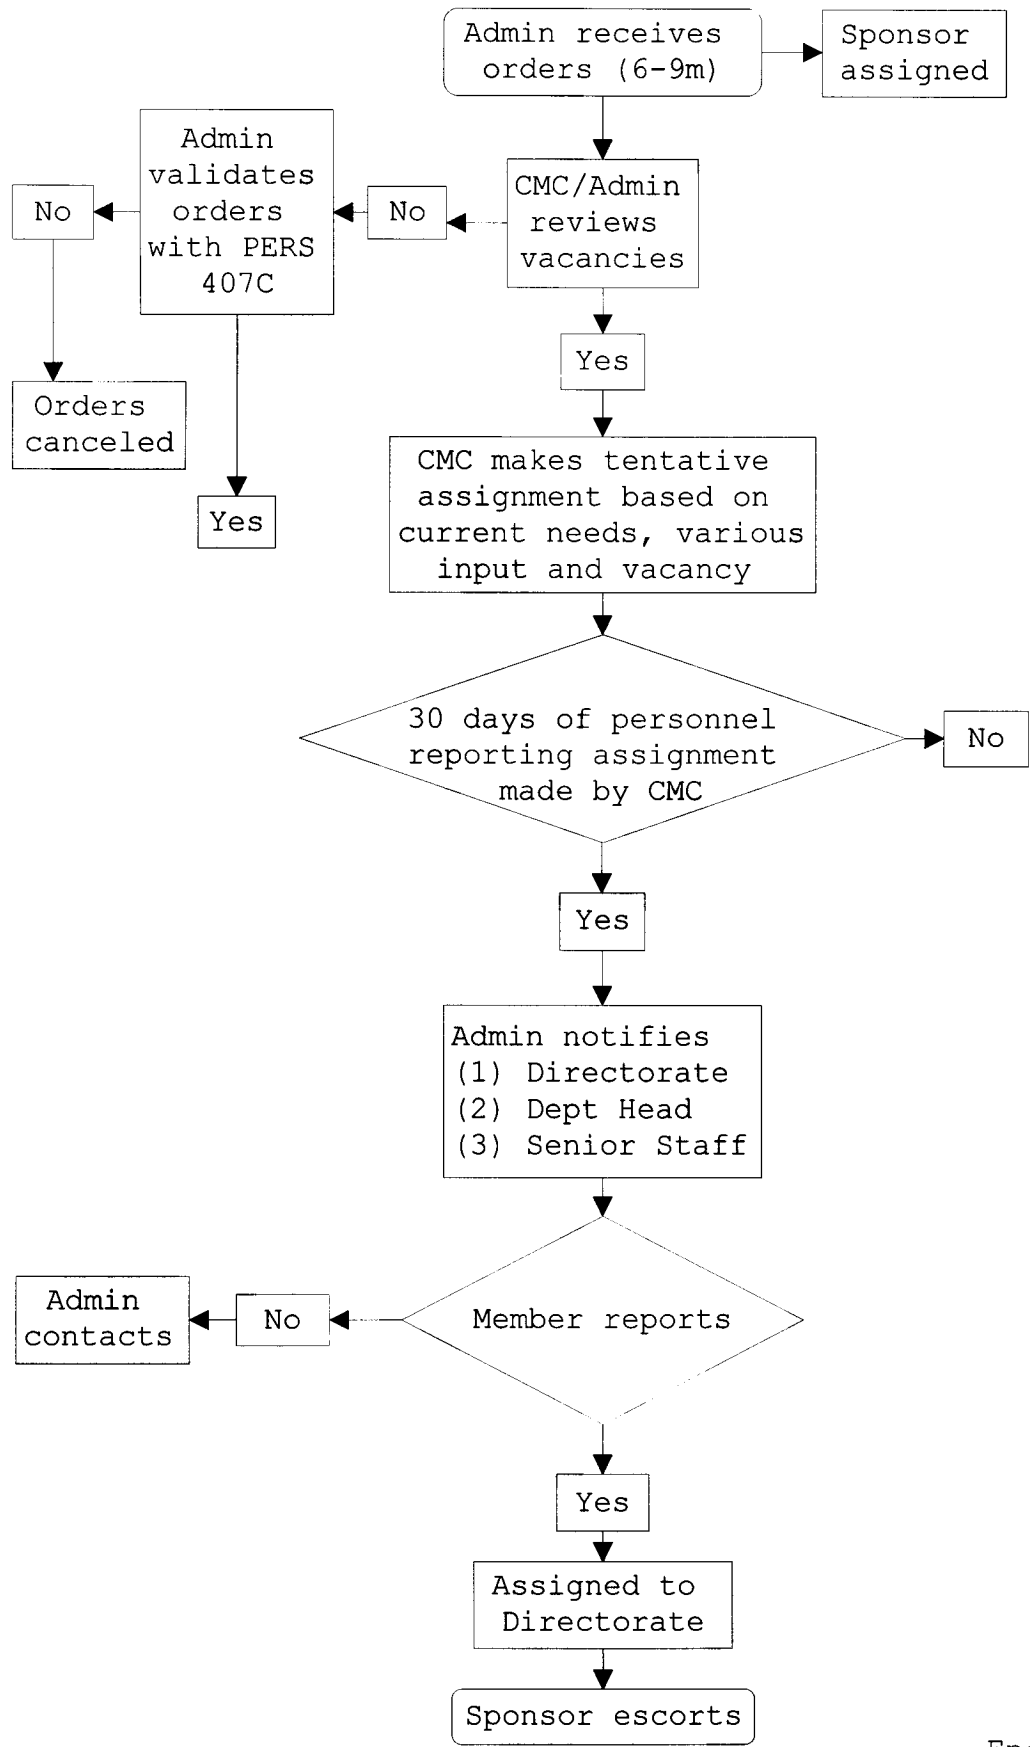 Admin receives
orders (6-9m)
Sponsor
assigned
CMC/Admin
reviews
vacancies
No
Admin
validates
orders
with PERS
407C
No
Orders
canceled
Yes
Yes
CMC makes tentative
assignment based on
current needs, various
input and vacancy
30 days of personnel
reporting assignment
made by CMC
No
Yes
Admin notifies
(1) Directorate
(2) Dept Head
(3) Senior Staff
Member reports
No
Admin
contacts
Yes
Assigned to
Directorate
Sponsor escorts